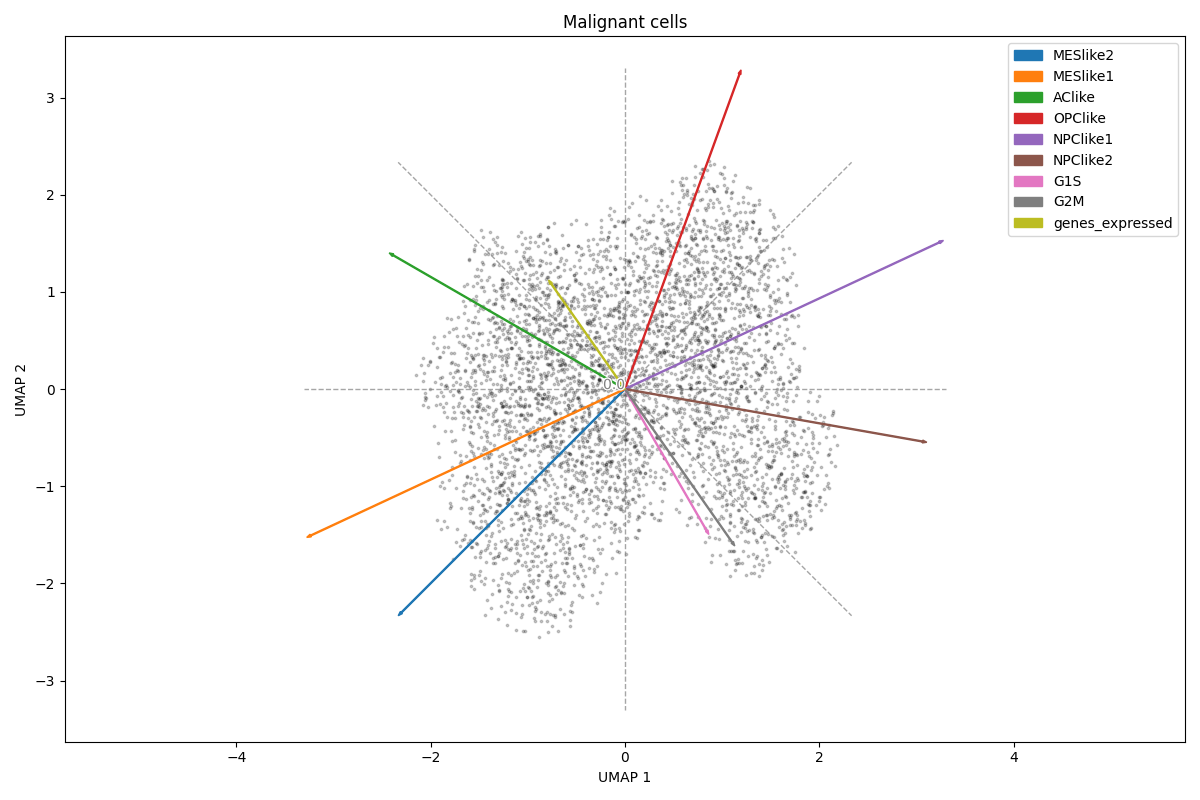 Malignant cells
MESlike2
MESlike1
AClike
OPClike
NPClike1
NPClike2
G1S
G2M
genes_expressed
3
2
1
0
−1
−2
−3
UMAP 2
0.0
−4
−2
0
2
4
UMAP 1